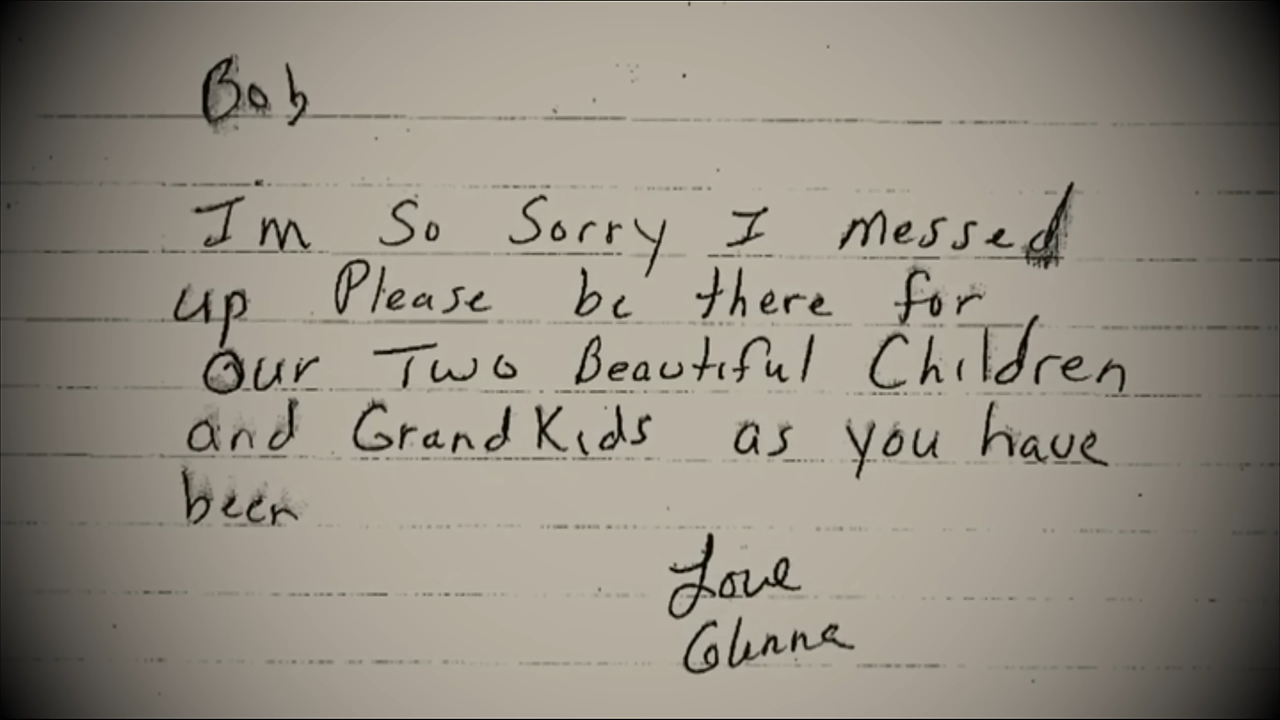 Bob
Im So Sorry I messed
up Please be there for
Our Two Beautiful Children
and GrandKids as you have
been
Love
Glenna